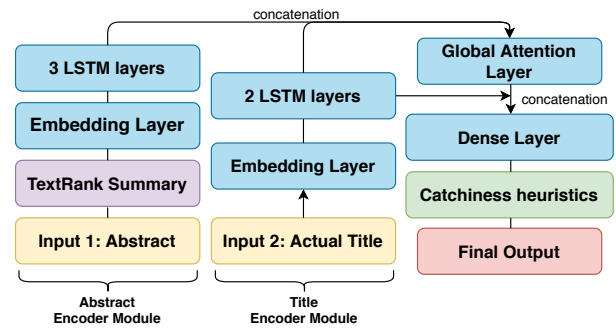 concatenation
3 LSTM layers
Embedding Layer
TextRank Summary
Input 1: Abstract
Abstract
Encoder Module
2 LSTM layers
Embedding Layer
Input 2: Actual Title
Title
Encoder Module
Global Attention
Layer
concatenation
Dense Layer
Catchiness heuristics
Final Output